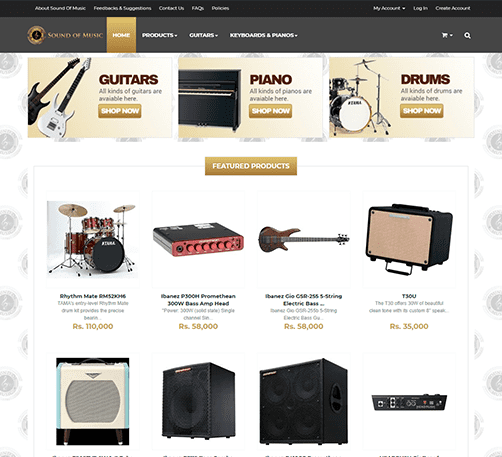 About Sound Of Music Feedbacks & Suggestions Contact Us FAQs Policies My Account Log In Create Account
SOUND OF MUSIC HOME PRODUCTS GUITARS KEYBOARDS & PIANOS
GUITARS
All kinds of guitars are
avaiable here.
SHOP NOW
PIANO
All kinds of pianos are
avaiable here.
SHOP NOW
DRUMS
All kinds of drums are
avaiable here.
SHOP NOW
TAMA
FEATURED PRODUCTS
TAMA
Rhythm Mate RM52KH6
TAMA's entry-level Rhythm Mate
drum kit provides the precise
bearin ...
Rs. 110,000
Ibanez P300H Promethean
300W Bass Amp Head
"Power: 300W (solid state) Single
channel Stri...
Rs. 58,000
Ibanez Gio GSR-255 5-String
Electric Bass ...
Ibanez Gio GSR-255b 5-String
Electric Bass Gu...
Rs. 58,000
T30U
The T30 offers 30W of beautiful
clean tone with its custom 8" speak...
Rs. 35,000